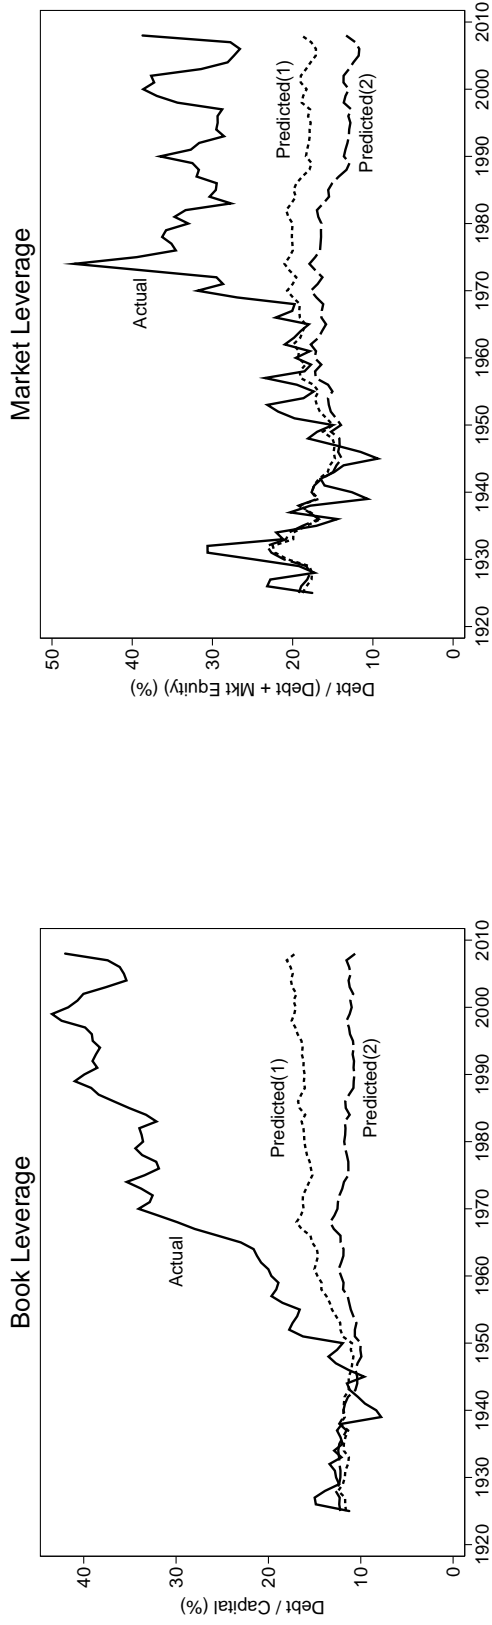 Book Leverage
Debt / Capital (%)
40
30
20
10
0
Actual
Predicted(1)
Predicted(2)
1920 1930 1940 1950 1960 1970 1980 1990 2000 2010
Market Leverage
Debt / (Debt + Mkt Equity) (%)
50
40
30
20
10
0
Actual
Predicted(1)
Predicted(2)
1920 1930 1940 1950 1960 1970 1980 1990 2000 2010